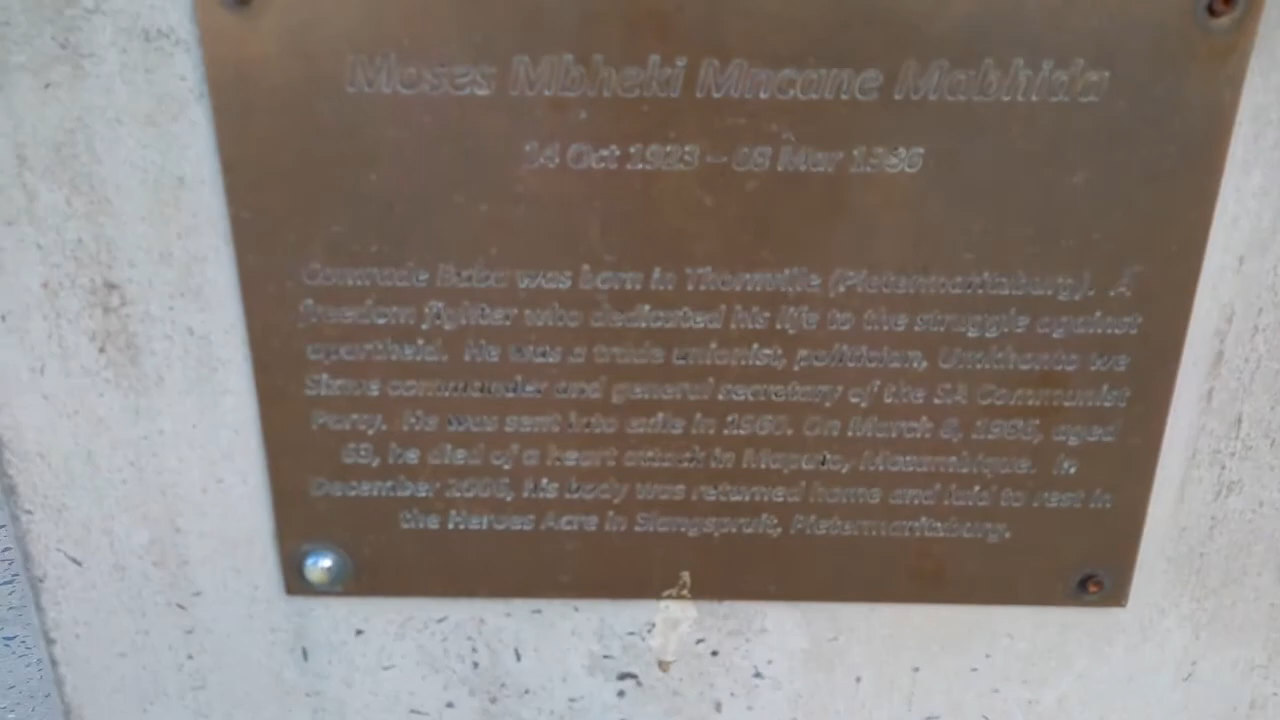 Moses Mbheki Mncane Mabhida
14 Oct 1923 – 08 Mar 1986
Comrade Baba was born in Thornville (Pietermaritzburg). A
freedom fighter who dedicated his life to the struggle against
apartheid. He was a trade unionist, politician, Umkhonto we
Sizwe commander and general secretary of the SA Communist
Party. He was sent into exile in 1960. On March 8, 1986, aged
63, he died of a heart attack in Maputo, Mozambique. In
December 2006, his body was returned home and laid to rest in
the Heroes Acre in Slangspruit, Pietermaritzburg.